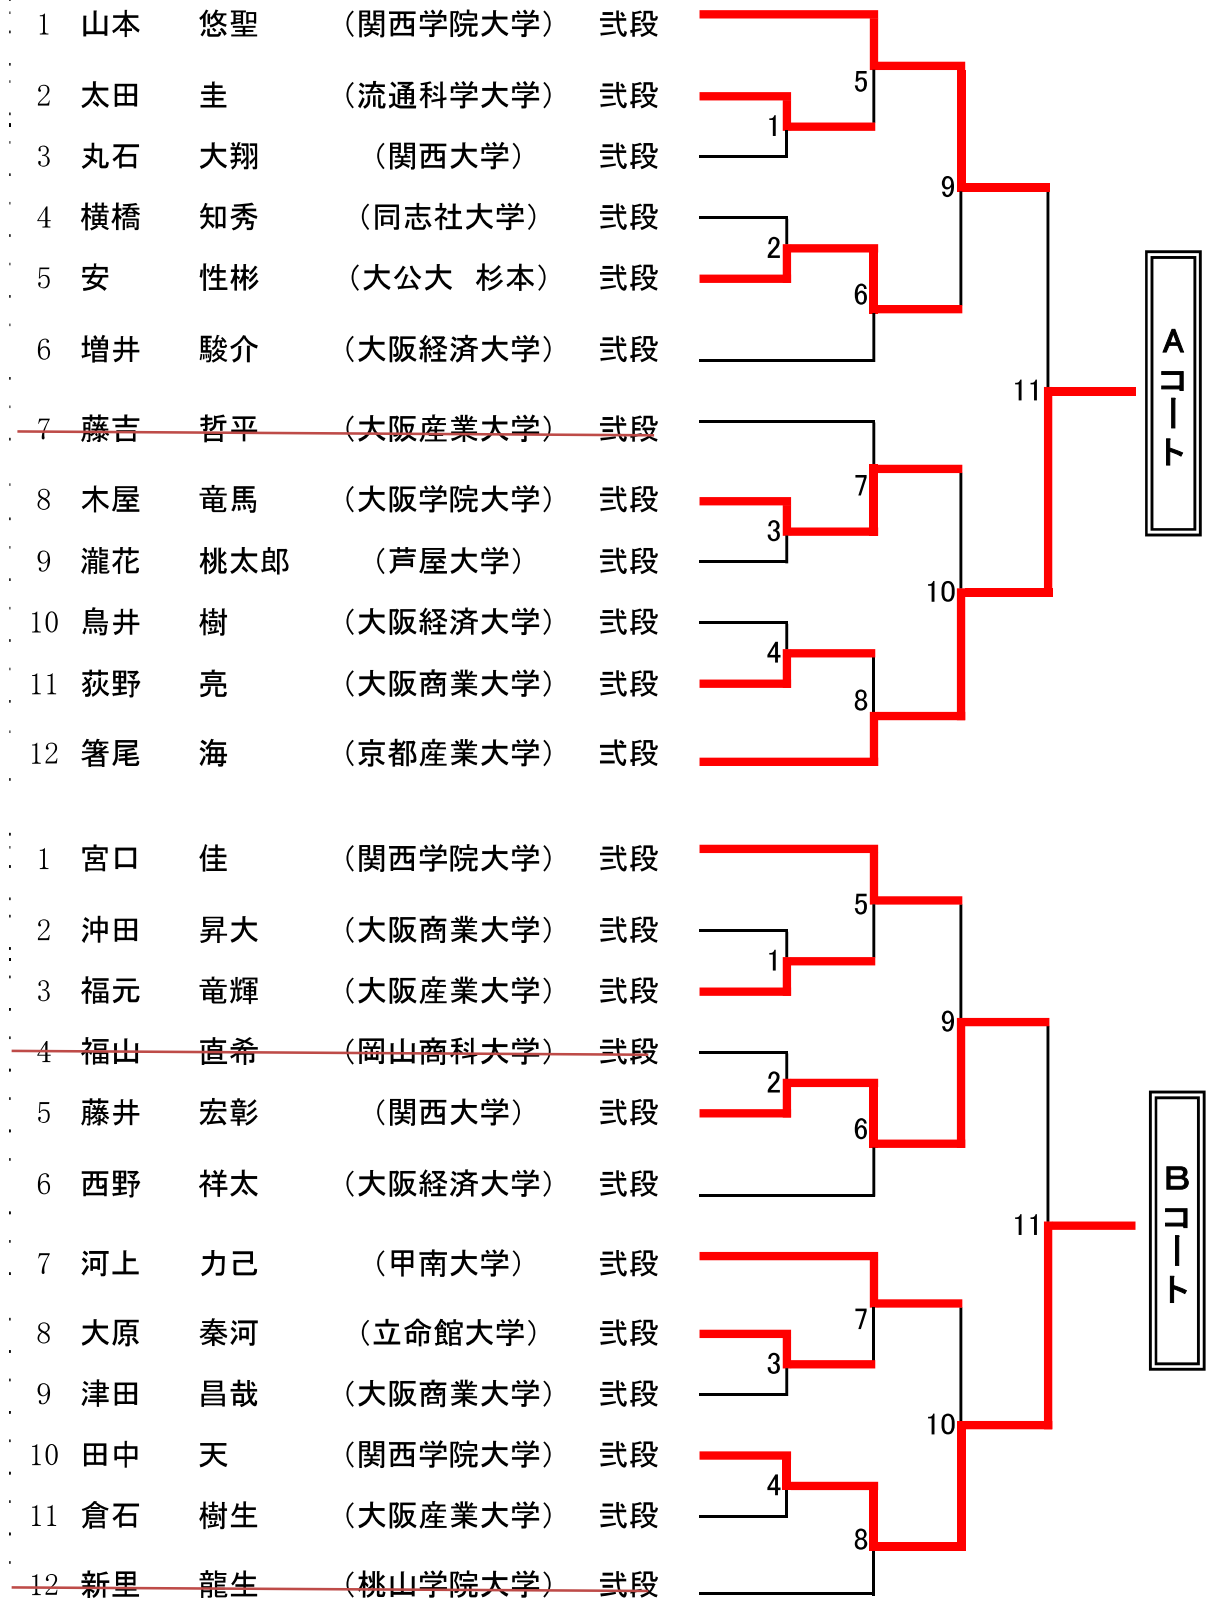 1 山本 悠聖 （関西学院大学） 弐段
2 太田 圭 （流通科学大学） 弐段
3 丸石 大翔 （関西大学） 弐段
4 横橋 知秀 （同志社大学） 弐段
5 安 性彬 （大公大 杉本） 弐段
6 増井 駿介 （大阪経済大学） 弐段
7 藤吉 哲平 （大阪産業大学） 弐段
8 木屋 竜馬 （大阪学院大学） 弐段
9 瀧花 桃太郎 （芦屋大学） 弐段
10 鳥井 樹 （大阪経済大学） 弐段
11 荻野 亮 （大阪商業大学） 弐段
12 箸尾 海 （京都産業大学） 弍段
5
1
9
2
6
11
7
3
10
4
8
Aコート
1 宮口 佳 （関西学院大学） 弐段
2 沖田 昇大 （大阪商業大学） 弐段
3 福元 竜輝 （大阪産業大学） 弐段
4 福山 直希 （岡山商科大学） 弐段
5 藤井 宏彰 （関西大学） 弐段
6 西野 祥太 （大阪経済大学） 弐段
7 河上 力己 （甲南大学） 弐段
8 大原 秦河 （立命館大学） 弐段
9 津田 昌哉 （大阪商業大学） 弐段
10 田中 天 （関西学院大学） 弐段
11 倉石 樹生 （大阪産業大学） 弐段
12 新里 龍生 （桃山学院大学） 弐段
5
1
9
2
6
11
7
3
10
4
8
Bコート